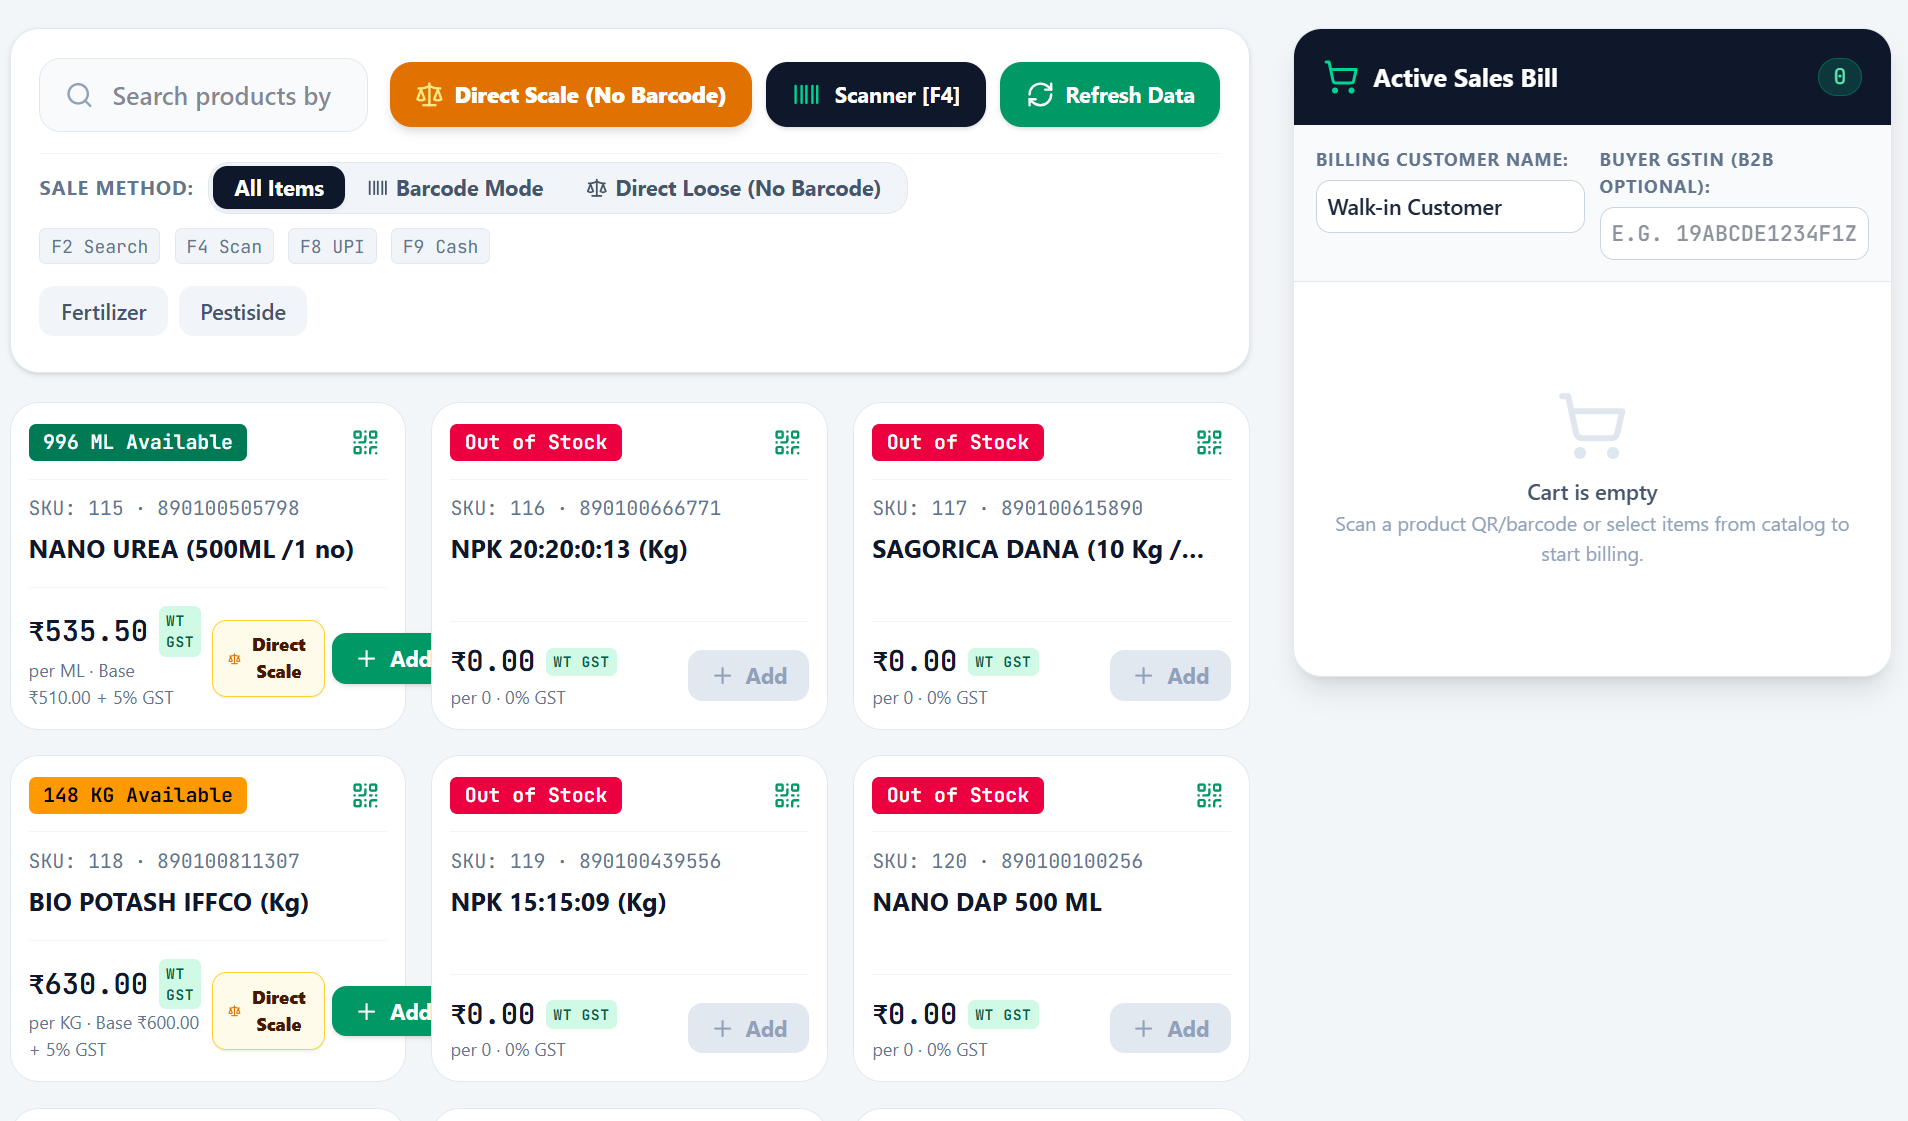 Search products by
Direct Scale (No Barcode)
Scanner [F4]
Refresh Data
SALE METHOD:
All Items
Barcode Mode
Direct Loose (No Barcode)
F2 Search
F4 Scan
F8 UPI
F9 Cash
Fertilizer
Pestiside
996 ML Available
SKU: 115 · 890100505798
NANO UREA (500ML /1 no)
₹535.50
WT
GST
per ML · Base
₹510.00 + 5% GST
Direct
Scale
+ Add
Out of Stock
SKU: 116 · 890100666771
NPK 20:20:0:13 (Kg)
₹0.00
WT GST
per 0 · 0% GST
+ Add
Out of Stock
SKU: 117 · 890100615890
SAGORICA DANA (10 Kg /...
₹0.00
WT GST
per 0 · 0% GST
+ Add
148 KG Available
SKU: 118 · 890100811307
BIO POTASH IFFCO (Kg)
₹630.00
WT
GST
per KG · Base ₹600.00
+ 5% GST
Direct
Scale
+ Add
Out of Stock
SKU: 119 · 890100439556
NPK 15:15:09 (Kg)
₹0.00
WT GST
per 0 · 0% GST
+ Add
Out of Stock
SKU: 120 · 890100100256
NANO DAP 500 ML
₹0.00
WT GST
per 0 · 0% GST
+ Add
Active Sales Bill
0
BILLING CUSTOMER NAME:
Walk-in Customer
BUYER GSTIN (B2B
OPTIONAL):
E.G. 19ABCDE1234F1Z
Cart is empty
Scan a product QR/barcode or select items from catalog to
start billing.